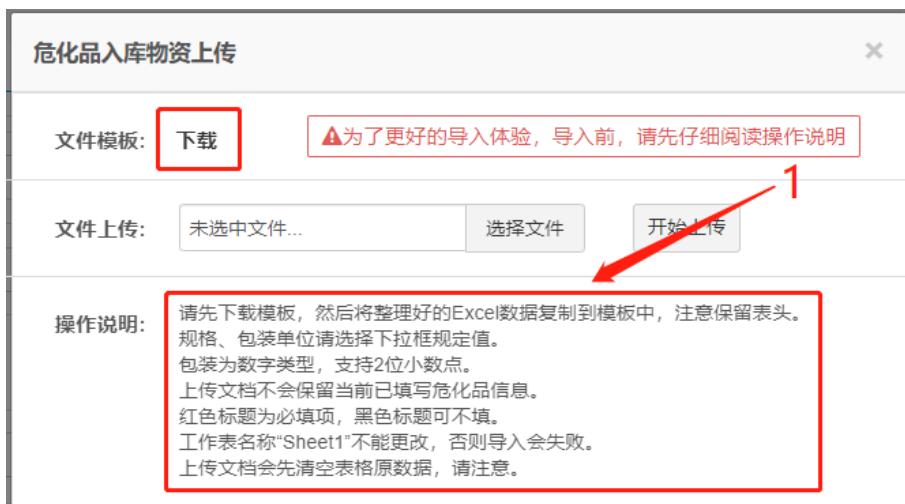 危化品入库物资上传 ×
文件模板: 下载 为了更好的导入体验，导入前，请先仔细阅读操作说明
1
文件上传: 未选中文件... 选择文件 开始上传
操作说明: 请先下载模板，然后将整理好的Excel数据复制到模板中，注意保留表头。
规格、包装单位请选择下拉框规定值。
包装为数字类型，支持2位小数点。
上传文档不会保留当前已填写危化品信息。
红色标题为必填项，黑色标题可不填。
工作表名称“Sheet1”不能更改，否则导入会失败。
上传文档会先清空表格原数据，请注意。